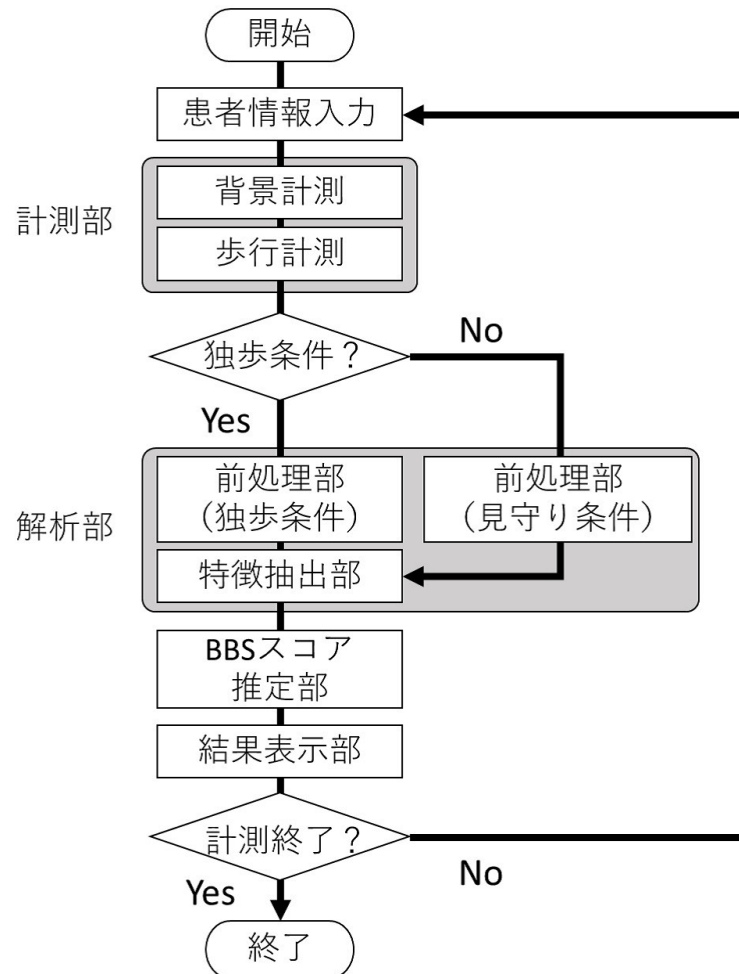 開始
患者情報入力
計測部
背景計測
歩行計測
独歩条件？
No
Yes
解析部
前処理部
（独歩条件）
前処理部
（見守り条件）
特徴抽出部
BBSスコア
推定部
結果表示部
計測終了？
No
Yes
終了